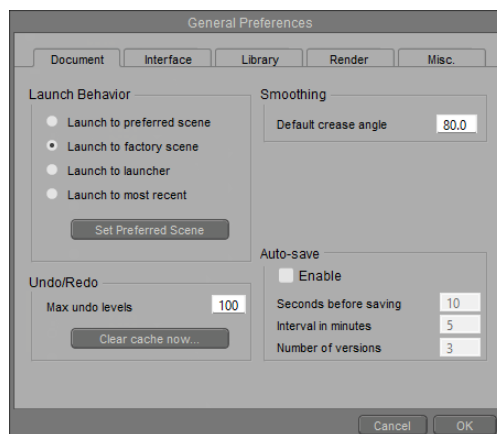 General Preferences
Document Interface Library Render Misc.
Launch Behavior
Launch to preferred scene
Launch to factory scene
Launch to launcher
Launch to most recent
Set Preferred Scene
Undo/Redo
Max undo levels 100
Clear cache now...
Smoothing
Default crease angle 80.0
Auto-save
Enable
Seconds before saving 10
Interval in minutes 5
Number of versions 3
Cancel OK